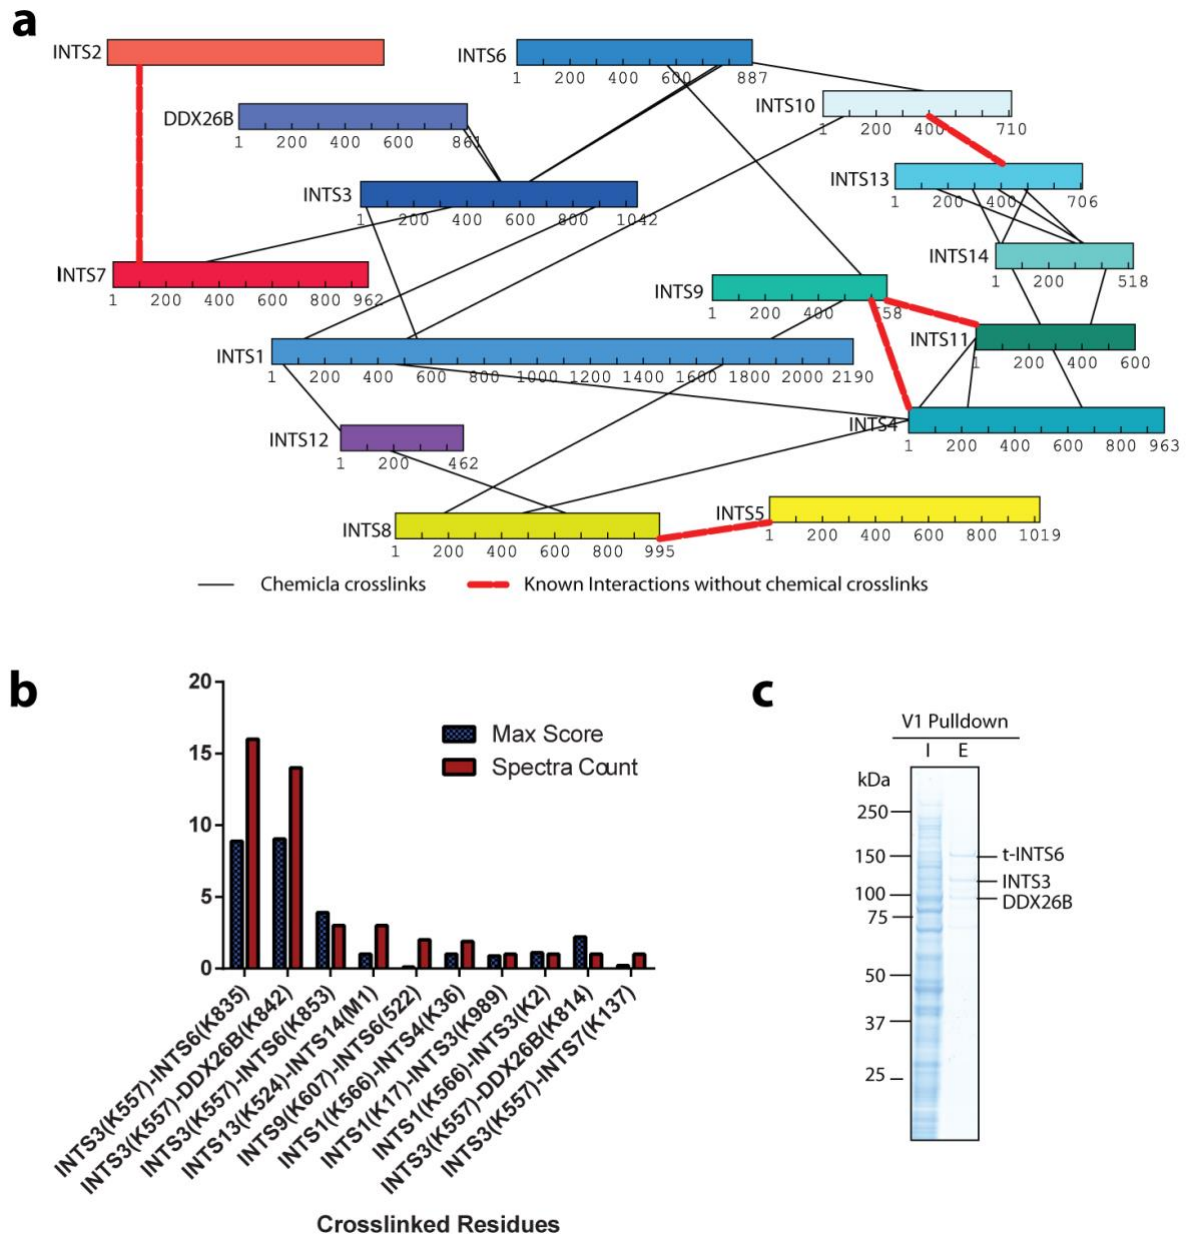 a
INTS2
INTS6
1 200 400 600 887
DDX26B
1 200 400 600 861
INTS10
1 200 400 710
INTS3
1 200 400 600 800 1042
INTS13
1 200 400 706
INTS7
1 200 400 600 800 962
INTS14
1 200 518
INTS9
1 200 400 658
INTS1
1 200 400 600 800 1000 1200 1400 1600 1800 2000 2190
INTS11
1 200 400 600
INTS12
1 200 462
INTS4
1 200 400 600 800 963
INTS8
1 200 400 600 800 995
INTS5
1 200 400 600 800 1019
Chemicla crosslinks
Known Interactions without chemical crosslinks
b
20
15
10
5
0
Max Score
Spectra Count
INTS3(K557)-INTS6(K835)
INTS3(K557)-DDX26B(K842)
INTS3(K557)-INTS6(K853)
INTS13(K524)-INTS14(M1)
INTS9(K607)-INTS6(522)
INTS1(K566)-INTS4(K36)
INTS1(K17)-INTS3(K989)
INTS1(K566)-INTS3(K2)
INTS3(K557)-DDX26B(K814)
INTS3(K557)-INTS7(K137)
Crosslinked Residues
c
V1 Pulldown
I E
kDa
250
150
100
75
50
37
25
t-INTS6
INTS3
DDX26B